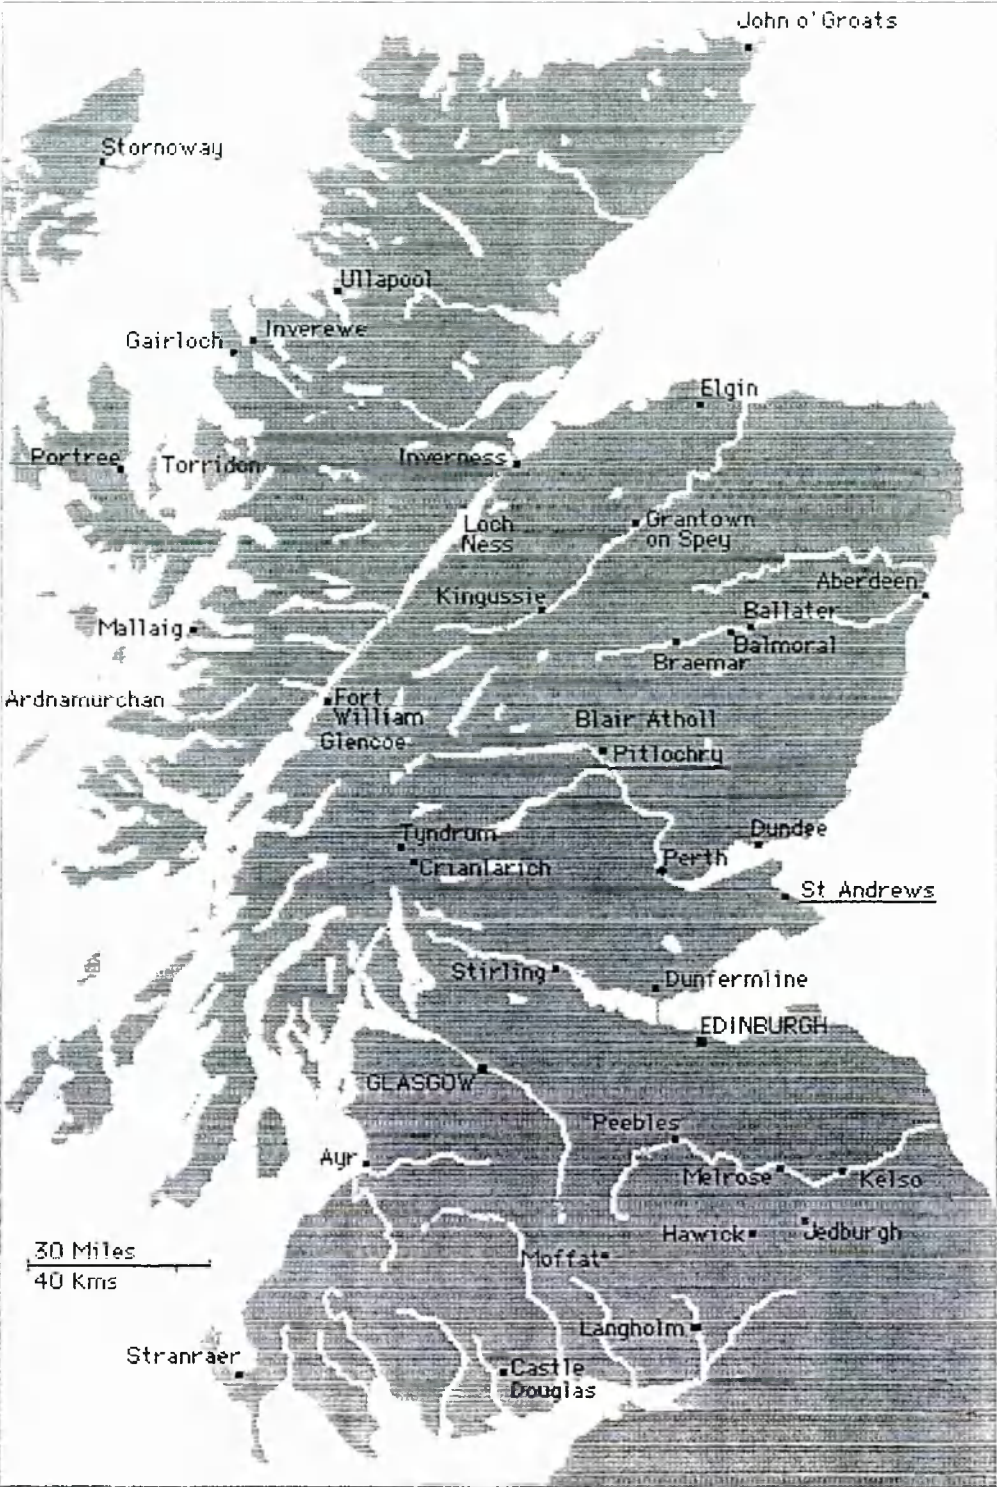 John o' Groats
Stornoway
Ullapool
Inverewe
Gairloch
Elgin
Portree
Torridon
Inverness
Loch
Ness
Grantown
on Spey
Aberdeen
Kingussie
Ballater
Mallaig
Balmoral
Braemar
Ardnamurchan
Fort
William
Blair Atholl
Glencoe
Pitlochry
Tyndrum
Dundee
Perth
Crianlarich
St Andrews
Stirling
Dunfermline
EDINBURGH
GLASGOW
Peebles
Ayr
Melrose
Kelso
Hawick
Jedburgh
30 Miles
Moffat
40 Kms
Langholm
Stranraer
Castle
Douglas